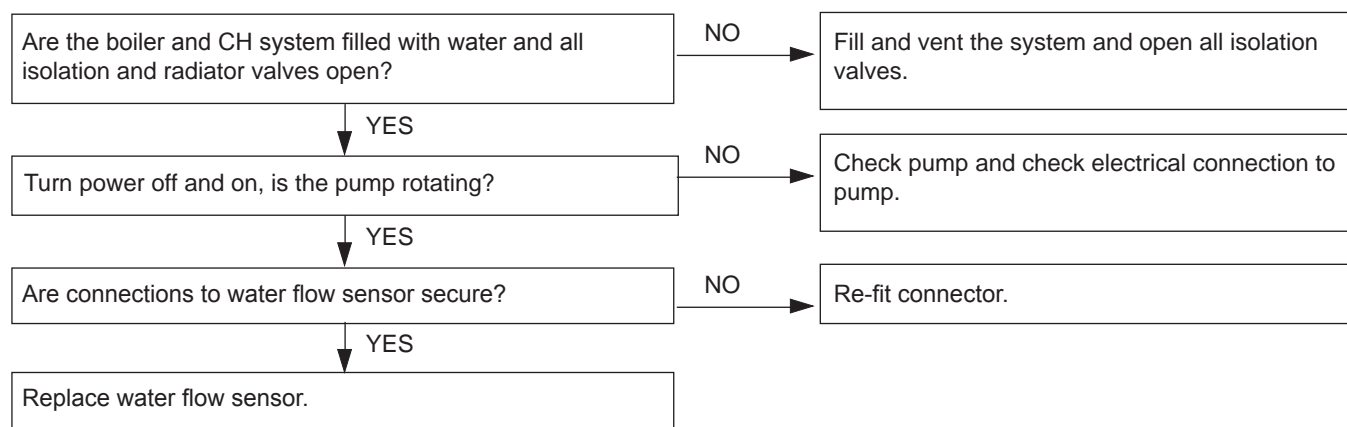 Are the boiler and CH system filled with water and all
isolation and radiator valves open?
NO
Fill and vent the system and open all isolation
valves.
YES
Turn power off and on, is the pump rotating?
NO
Check pump and check electrical connection to
pump.
YES
Are connections to water flow sensor secure?
NO
Re-fit connector.
YES
Replace water flow sensor.